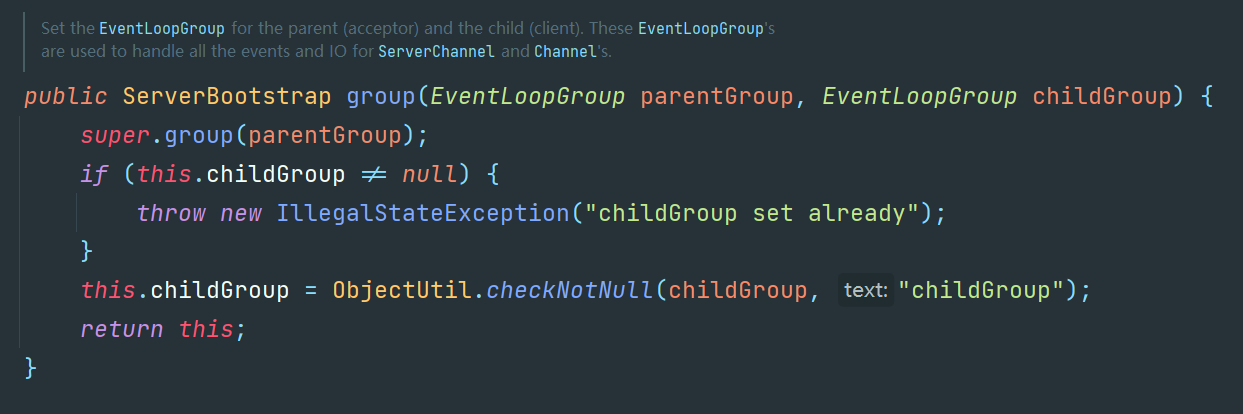 Set the EventLoopGroup for the parent (acceptor) and the child (client). These EventLoopGroup's
are used to handle all the events and IO for ServerChannel and Channel's.
public ServerBootstrap group(EventLoopGroup parentGroup, EventLoopGroup childGroup) {
super.group(parentGroup);
if (this.childGroup ≠ null) {
throw new IllegalStateException("childGroup set already");
}
this.childGroup = ObjectUtil.checkNotNull(childGroup, text: "childGroup");
return this;
}